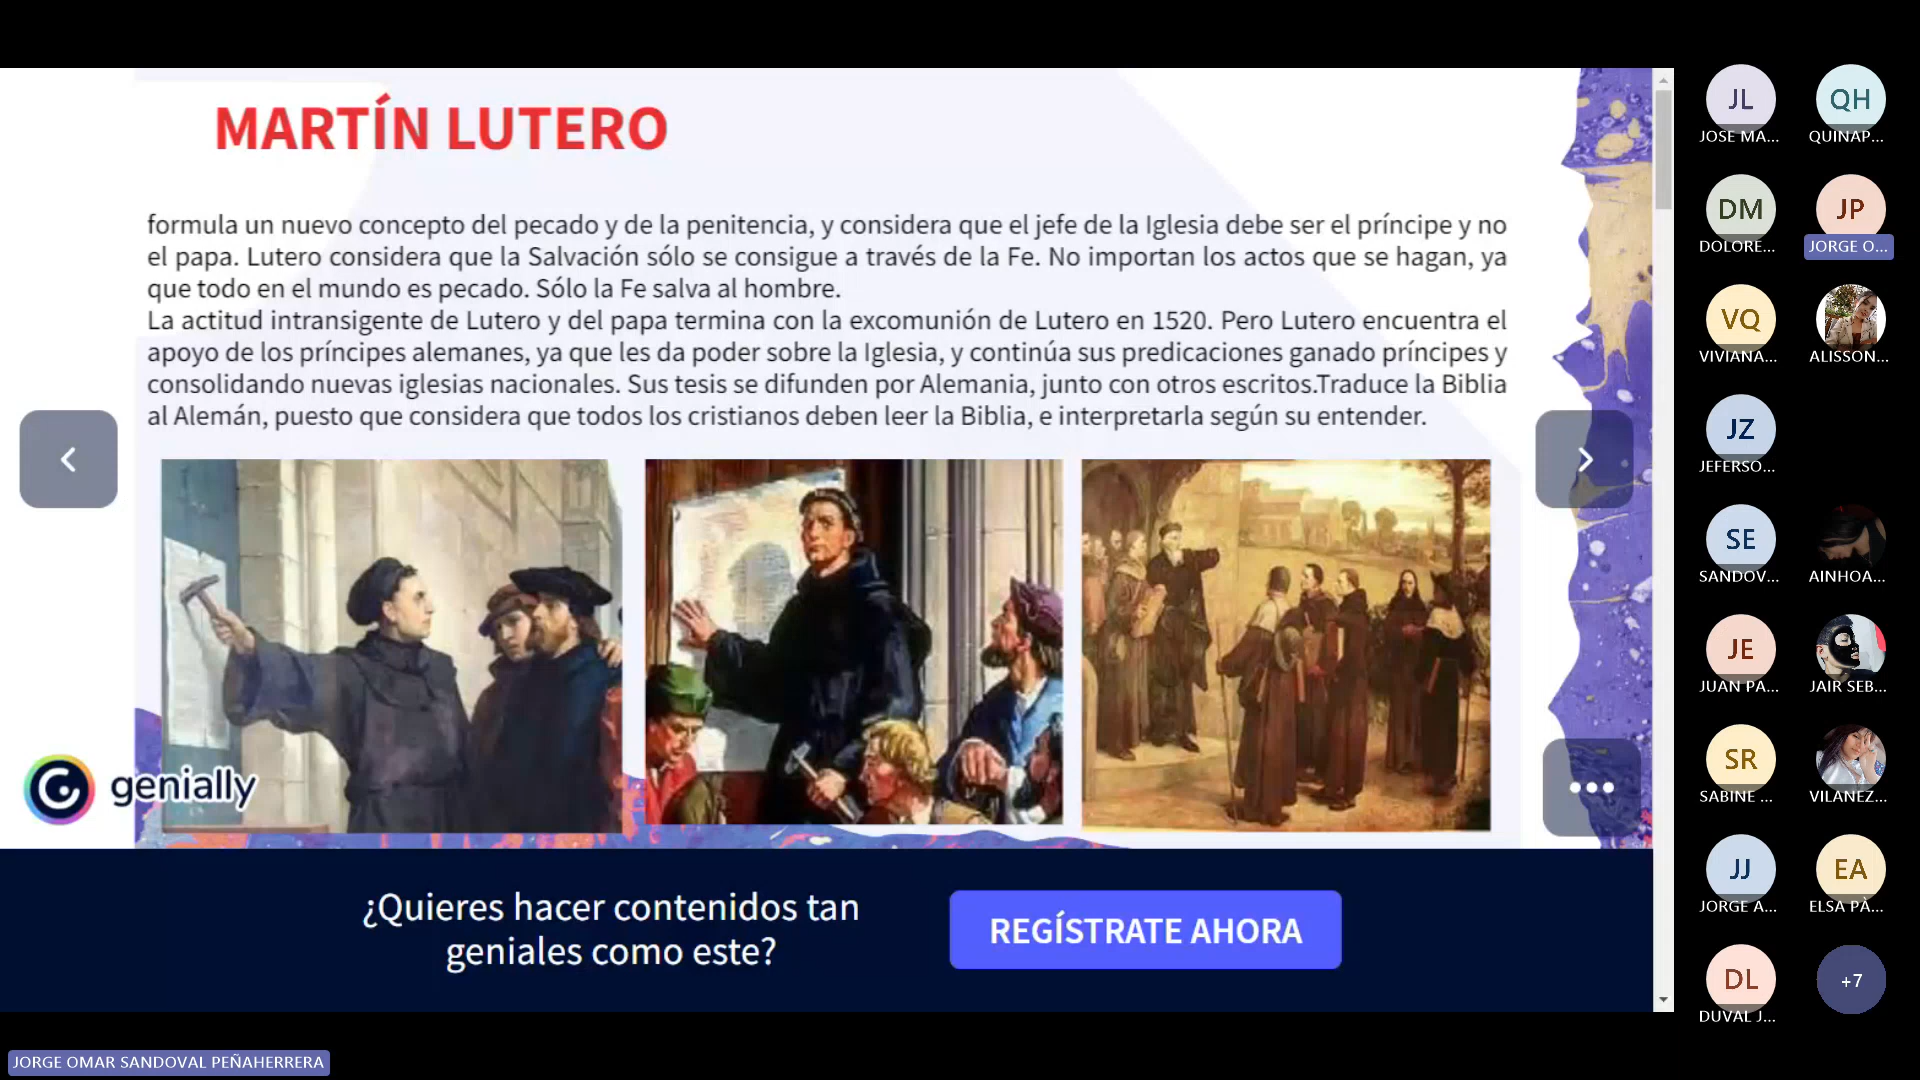 MARTÍN LUTERO
formula un nuevo concepto del pecado y de la penitencia, y considera que el jefe de la Iglesia debe ser el príncipe y no
el papa. Lutero considera que la Salvación sólo se consigue a través de la Fe. No importan los actos que se hagan, ya
que todo en el mundo es pecado. Sólo la Fe salva al hombre.
La actitud intransigente de Lutero y del papa termina con la excomunión de Lutero en 1520. Pero Lutero encuentra el
apoyo de los príncipes alemanes, ya que les da poder sobre la Iglesia, y continúa sus predicaciones ganado príncipes y
consolidando nuevas iglesias nacionales. Sus tesis se difunden por Alemania, junto con otros escritos.Traduce la Biblia
al Alemán, puesto que considera que todos los cristianos deben leer la Biblia, e interpretarla según su entender.
genially
¿Quieres hacer contenidos tan
geniales como este?
REGÍSTRATE AHORA
JORGE OMAR SANDOVAL PEÑAHERRERA
JL
JOSE MA...
QH
QUINAP...
DM
DOLORE...
JP
JORGE O...
VQ
VIVIANA...
ALISSON...
JZ
JEFERSO...
SE
SANDOV...
AINHOA...
JE
JUAN PA...
JAIR SEB...
SR
SABINE ...
VILANEZ...
JJ
JORGE A...
EA
ELSA PÀ...
DL
DUVAL J...
+7